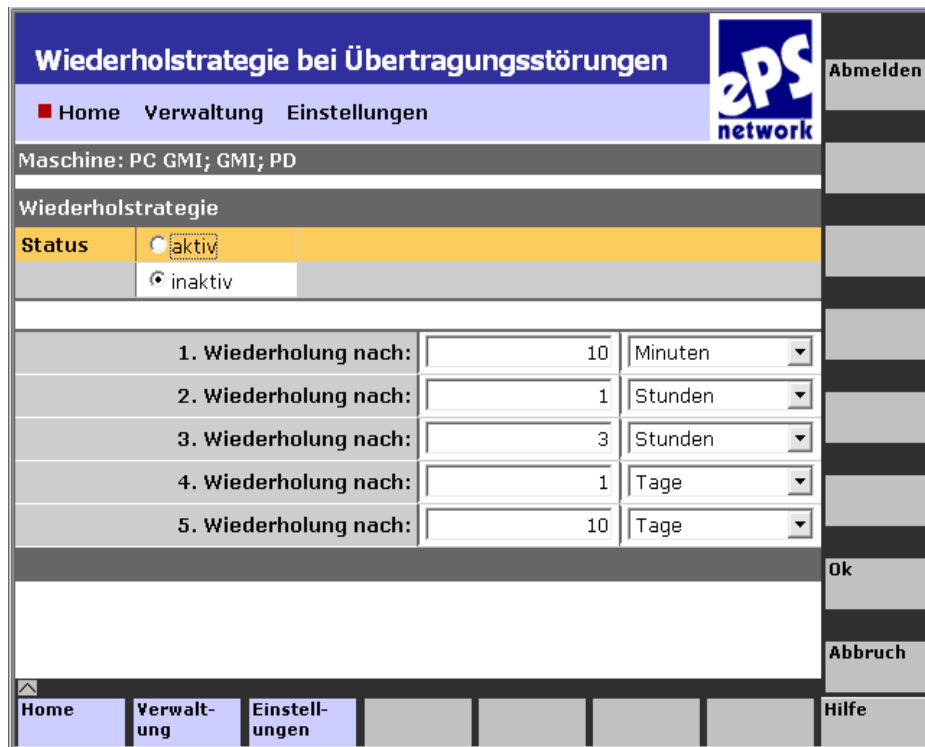 Wiederholstrategie bei Übertragungsstörungen
ePS network
Abmelden
Home Verwaltung Einstellungen
Maschine: PC GMI; GMI; PD
Wiederholstrategie
Status aktiv
inaktiv
1. Wiederholung nach: 10 Minuten
2. Wiederholung nach: 1 Stunden
3. Wiederholung nach: 3 Stunden
4. Wiederholung nach: 1 Tage
5. Wiederholung nach: 10 Tage
Ok
Abbruch
Home Verwalt- Einstell- Hilfe
ung ungen